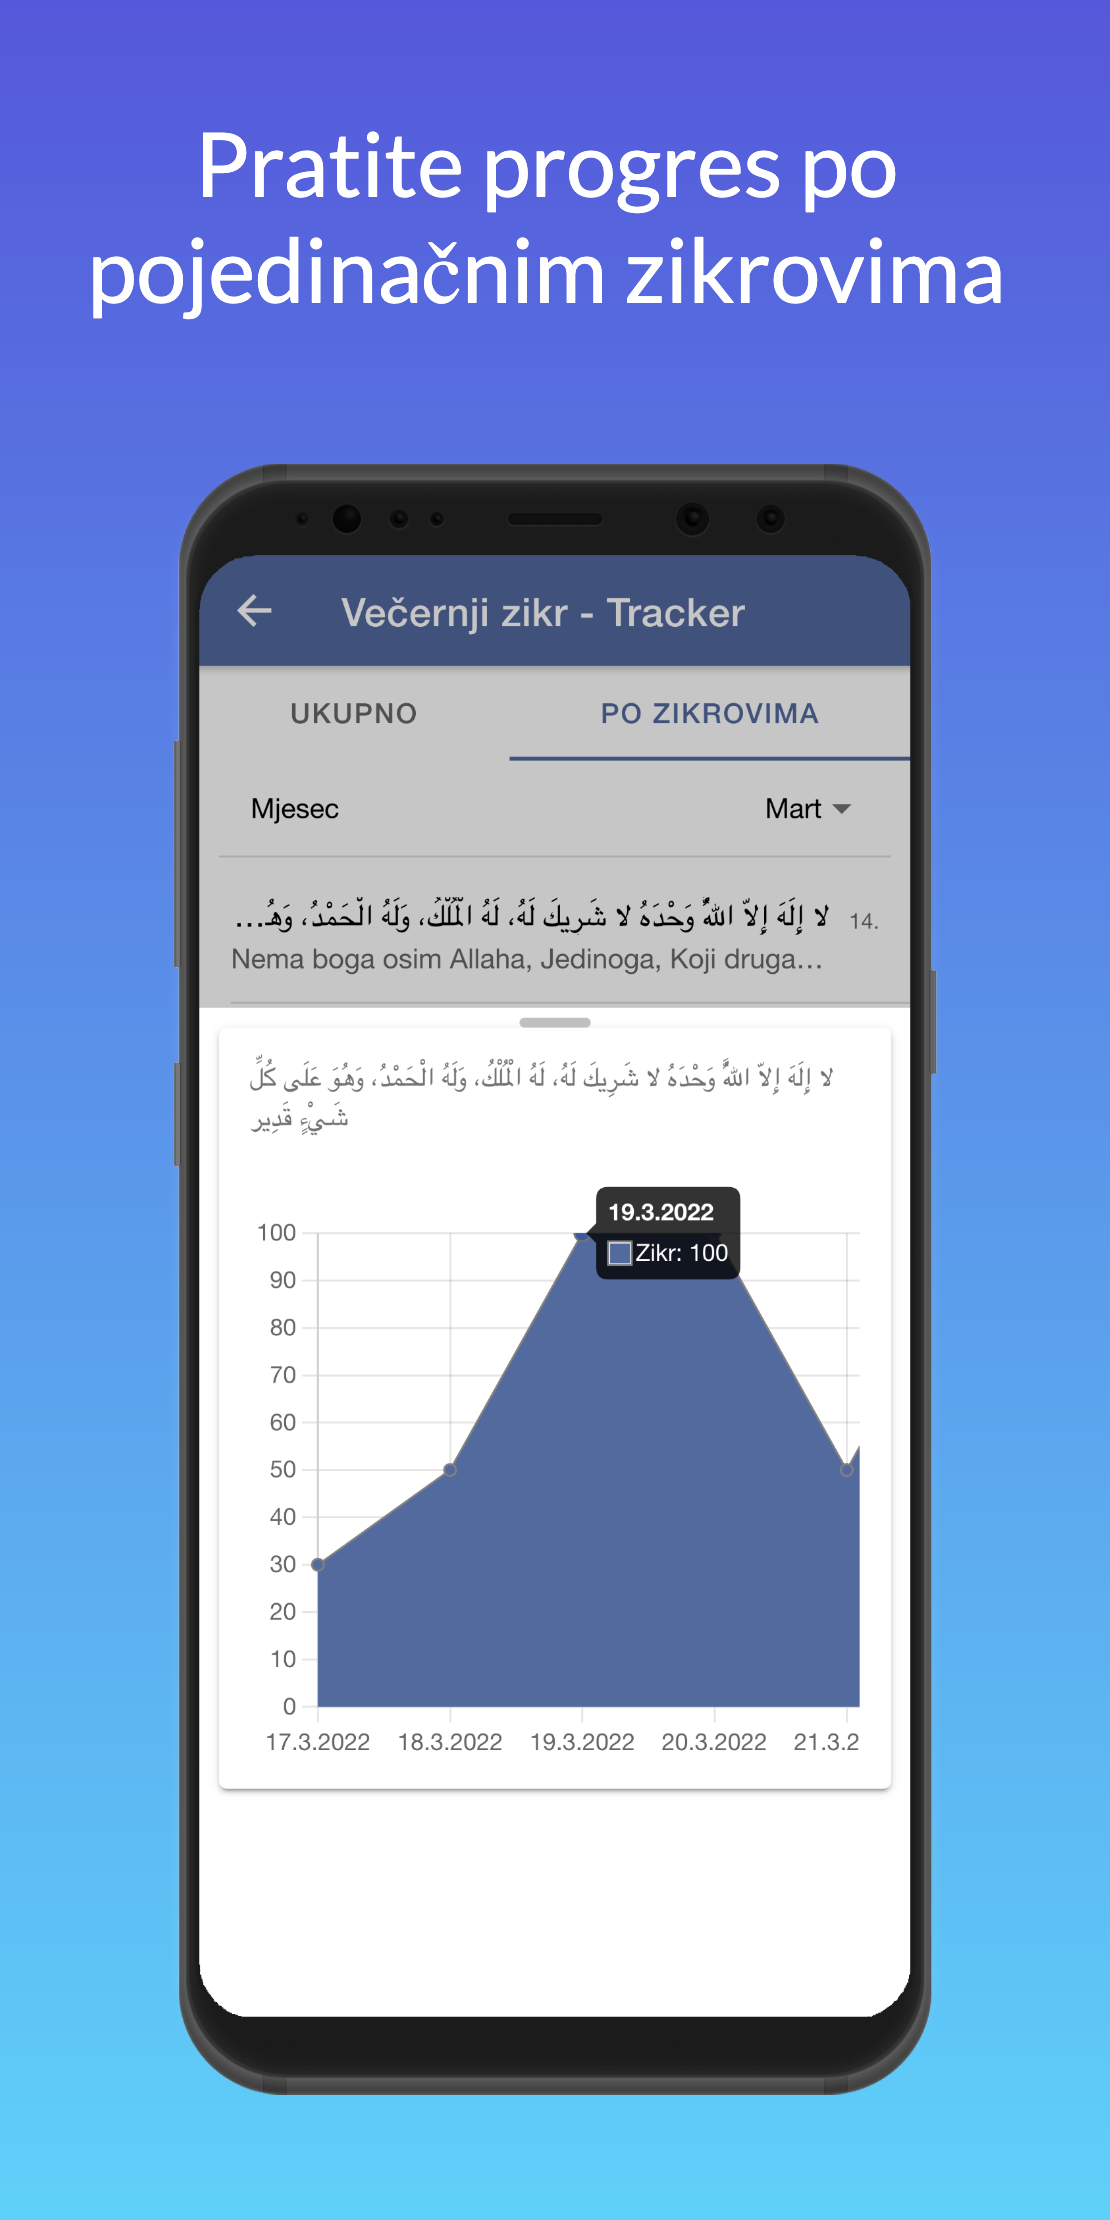 Pratite progres po
pojedinačnim zikrovima
Večernji zikr - Tracker
UKUPNO
PO ZIKROVIMA
Mjesec
Mart
14. لا إِلَهَ إِلاّ اللهُ وَحْدَهُ لا شَرِيكَ لَهُ، لَهُ الْمُلْكُ، وَلَهُ الْحَمْدُ، وَهُـ...
Nema boga osim Allaha, Jedinoga, Koji druga...
لا إِلَهَ إِلاّ اللهُ وَحْدَهُ لا شَرِيكَ لَهُ، لَهُ الْمُلْكُ، وَلَهُ الْحَمْدُ، وَهُوَ عَلَى كُلِّ
شَيْءٍ قَدِير
19.3.2022
Zikr: 100
100
90
80
70
60
50
40
30
20
10
0
17.3.2022 18.3.2022 19.3.2022 20.3.2022 21.3.2